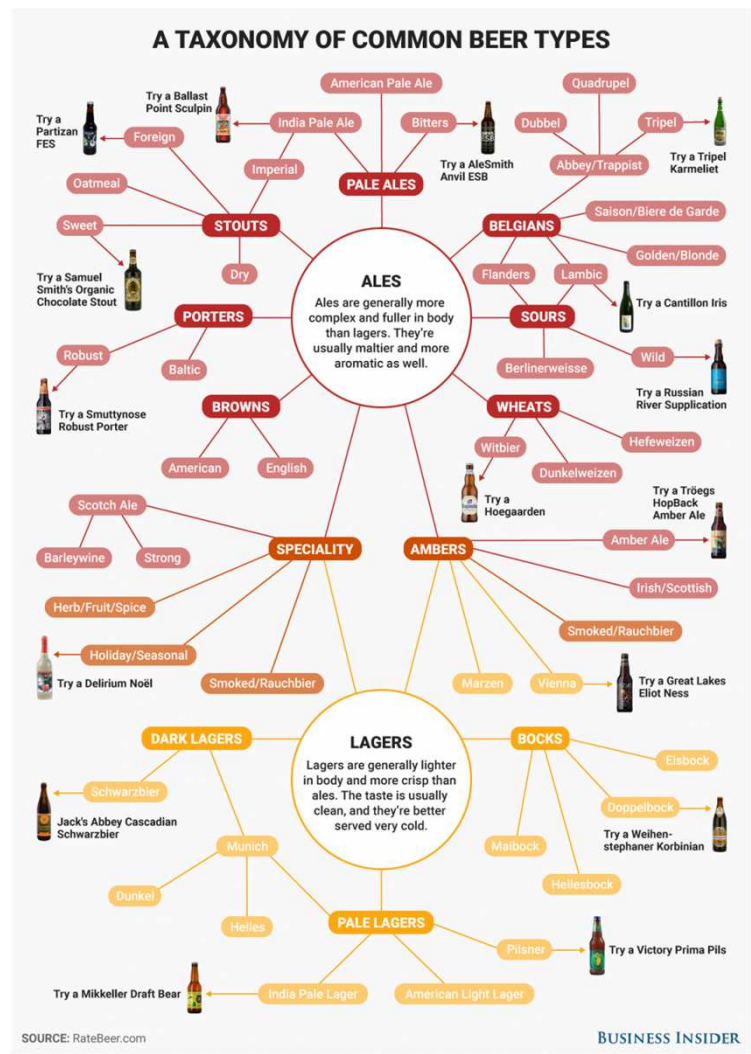 A TAXONOMY OF COMMON BEER TYPES
American Pale Ale
Quadrupel
Try a Ballast
Point Sculpin
India Pale Ale
Bitters
Dubbel
Tripel
Try a
Partizan
FES
Foreign
Try a AleSmith
Anvil ESB
Abbey/Trappist
Try a Tripel
Karmeliet
Imperial
PALE ALES
Oatmeal
Saison/Biere de Garde
Sweet
STOUTS
BELGIANS
Golden/Blonde
Dry
Flanders
Lambic
Try a Samuel
Smith's Organic
Chocolate Stout
ALES
Ales are generally more
complex and fuller in body
than lagers. They're
usually maltier and more
aromatic as well.
Try a Cantillon Iris
PORTERS
SOURS
Robust
Baltic
Berlinerweisse
Wild
Try a Smuttynose
Robust Porter
Try a Russian
River Supplication
BROWNS
WHEATS
American
English
Witbier
Hefeweizen
Dunkelweizen
Try a
Hoegaarden
Try a Tröegs
HopBack
Amber Ale
Scotch Ale
Barleywine
Strong
SPECIALITY
AMBERS
Amber Ale
Irish/Scottish
Herb/Fruit/Spice
Smoked/Rauchbier
Holiday/Seasonal
Try a Delirium Noël
Smoked/Rauchbier
Marzen
Vienna
Try a Great Lakes
Eliot Ness
DARK LAGERS
LAGERS
Lagers are generally lighter
in body and more crisp than
ales. The taste is usually
clean, and they're better
served very cold.
BOCKS
Eisbock
Schwarzbier
Doppelbock
Jack's Abbey Cascadian
Schwarzbier
Try a Weihen-
stephaner Korbinian
Munich
Maibock
Hellesbock
Dunkel
Helles
PALE LAGERS
Pilsner
Try a Victory Prima Pils
Try a Mikkeller Draft Bear
India Pale Lager
American Light Lager
SOURCE: RateBeer.com
BUSINESS INSIDER